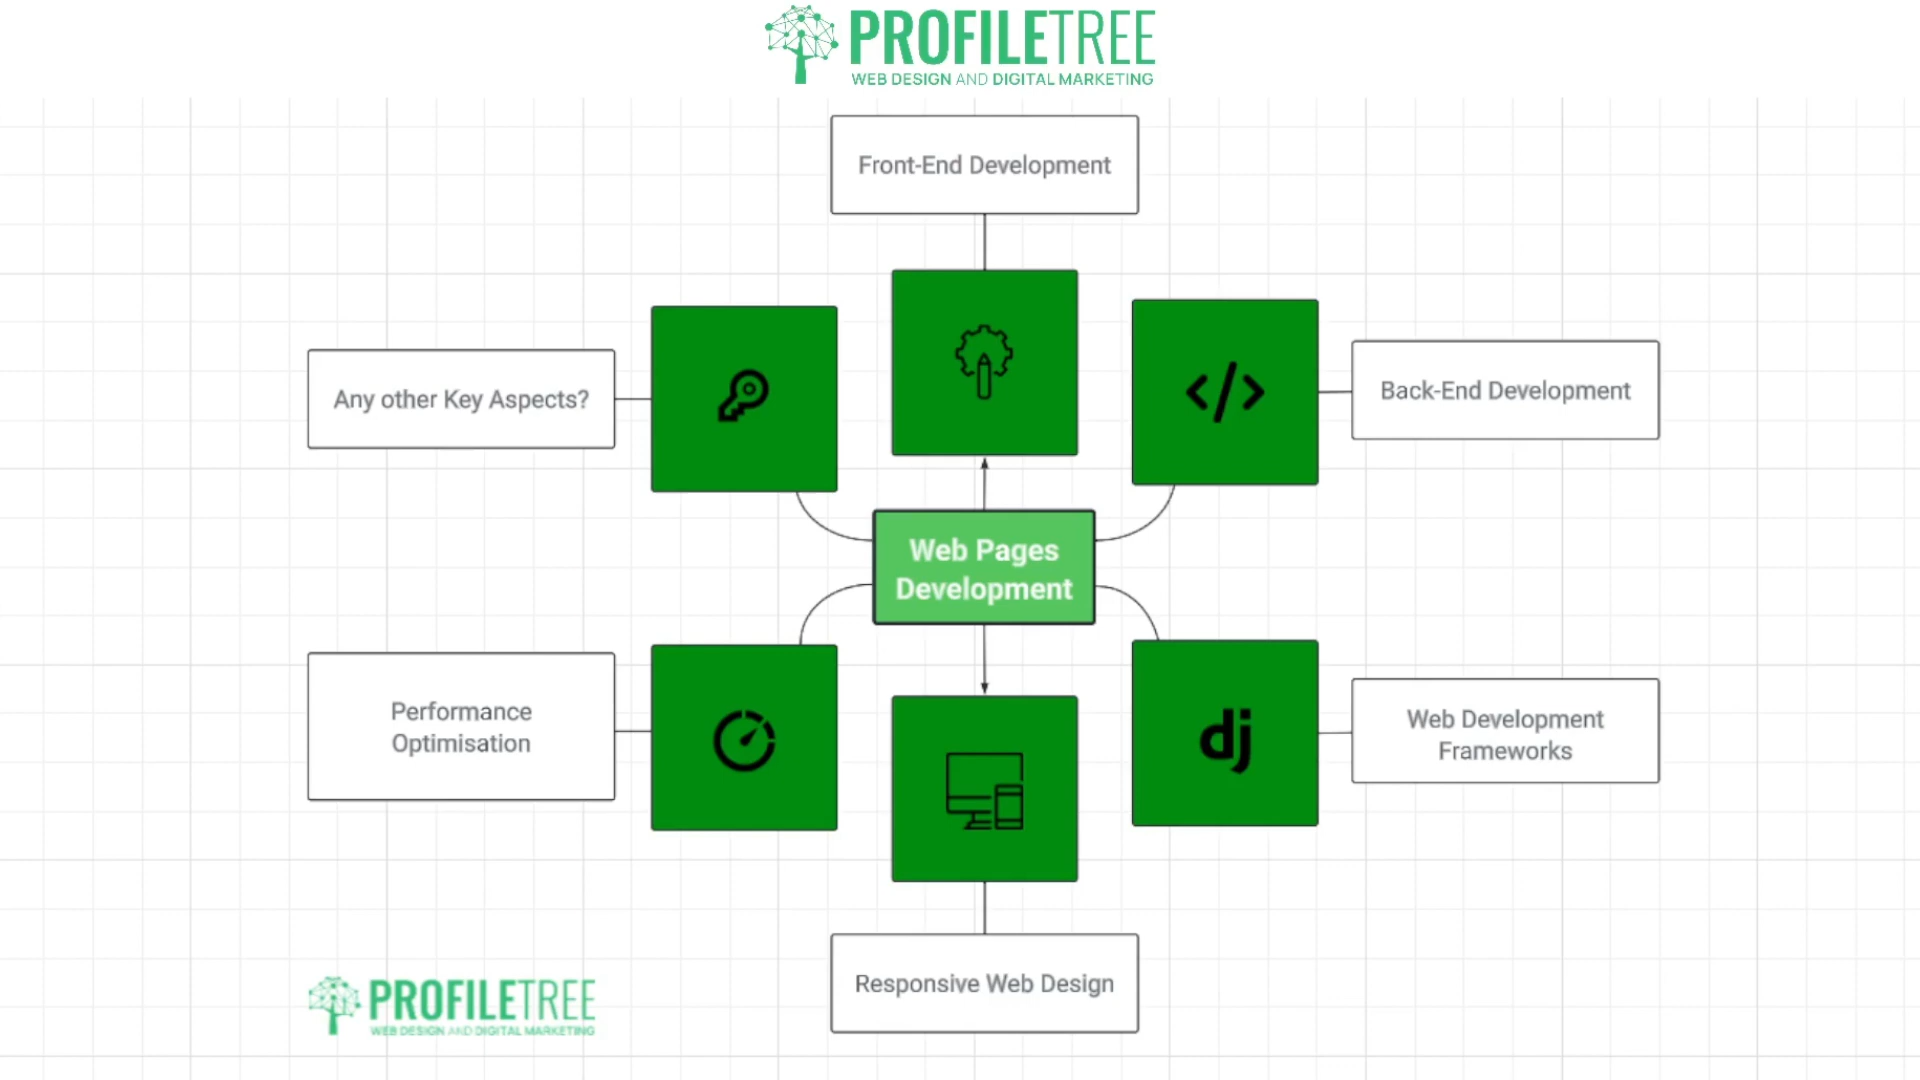 PROFILETREE
WEB DESIGN AND DIGITAL MARKETING
Front-End Development
Any other Key Aspects?
</>
Back-End Development
Web Pages
Development
Performance
Optimisation
dj
Web Development
Frameworks
Responsive Web Design
PROFILETREE
WEB DESIGN AND DIGITAL MARKETING